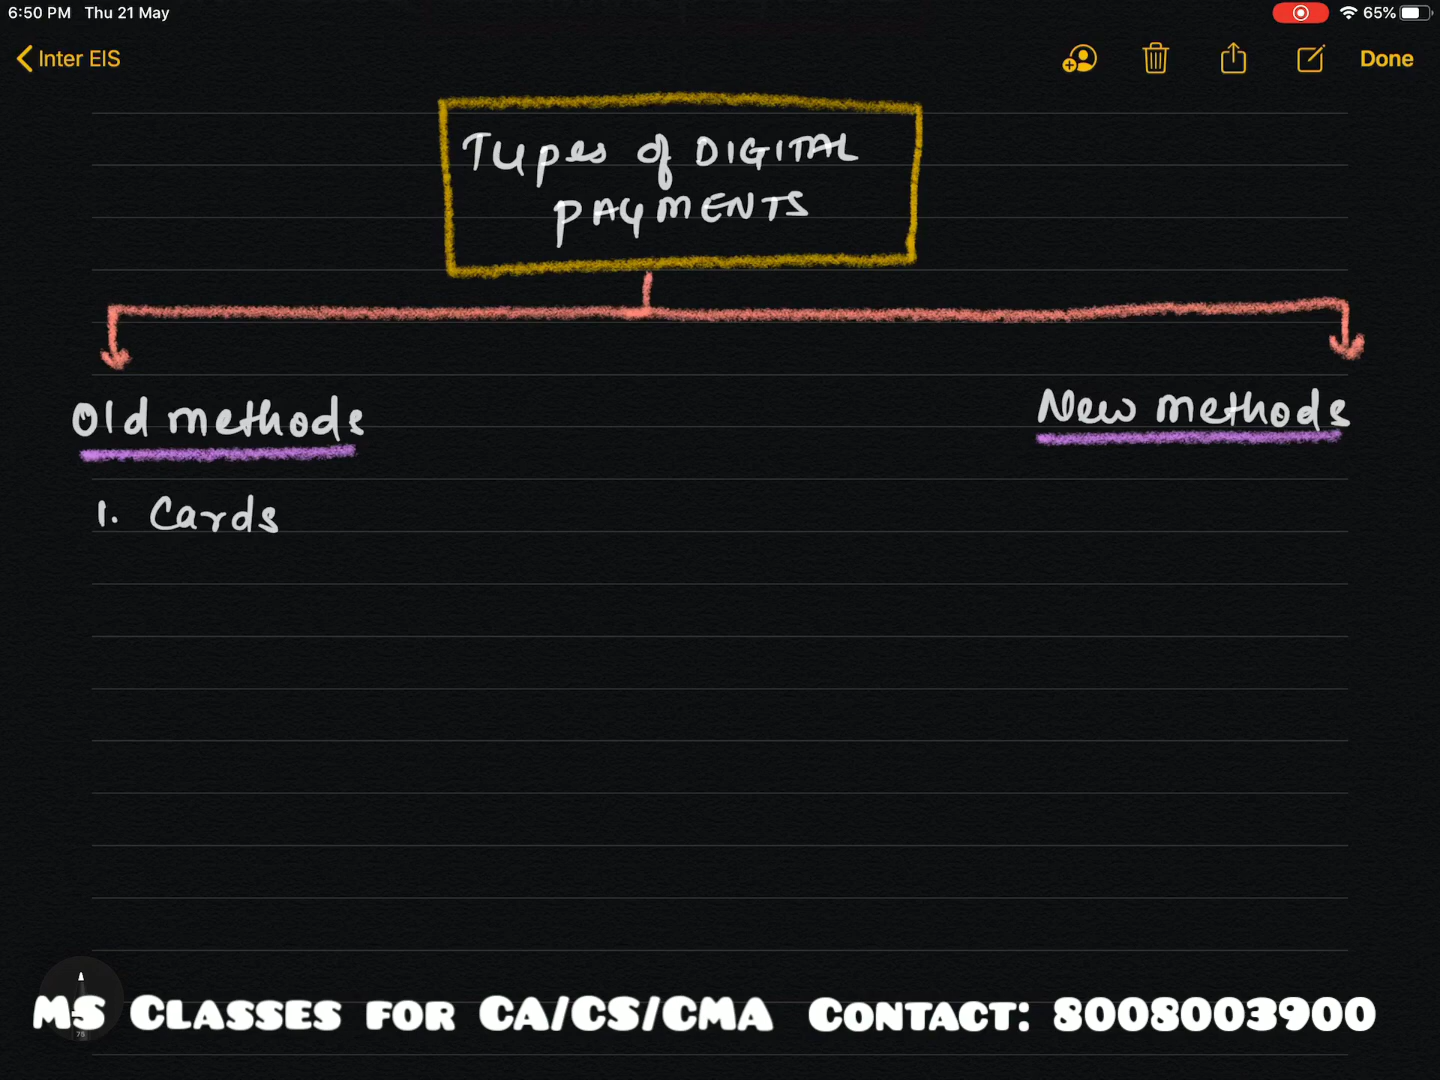 6:50 PM Thu 21 May
65%
Inter EIS
Done
Types of DIGITAL
PAYMENTS
Old methods
New methods
1. Cards
MS CLASSES FOR CA/CS/CMA CONTACT: 8008003900